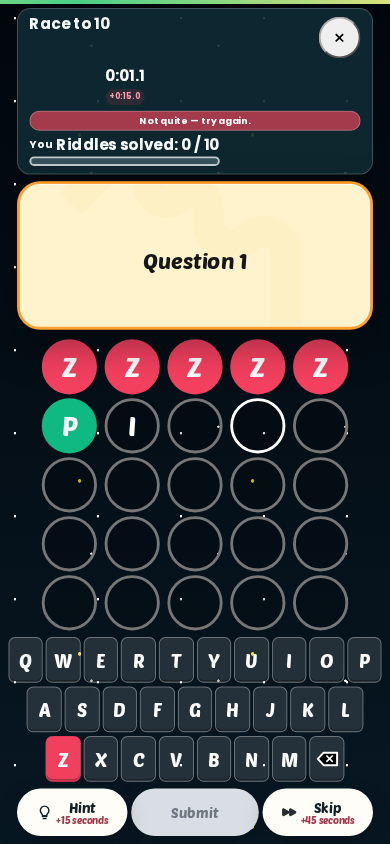 Race to 10
×
0:01.1
+0:15.0
Not quite — try again.
You Riddles solved: 0 / 10
Question 1
Z Z Z Z Z
P I
Q W E R T Y U I O P
A S D F G H J K L
Z X C V B N M
Hint
+15 seconds
Submit
Skip
+45 seconds